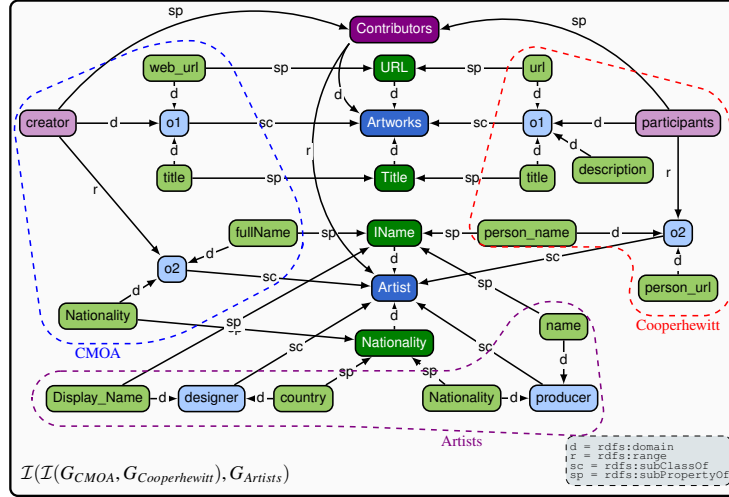 sp
sp
Contributors
web_url
sp
URL
sp
url
d
d
d
d
creator
d
o1
sc
Artworks
sc
o1
d
participants
d
d
d
d
description
r
r
r
title
sp
Title
sp
title
fullName
sp
IName
sp
person_name
d
o2
d
d
sc
d
o2
sc
Artist
sp
person_url
d
Nationality
sp
d
name
Cooperhewitt
CMOA
sc
Nationality
sc
d
sp
sp
Display_Name
d
designer
d
country
Nationality
d
producer
Artists
I(I(G_CMOA, G_Cooperhewitt), G_Artists)
d = rdfs:domain
r = rdfs:range
sc = rdfs:subClassOf
sp = rdfs:subPropertyOf